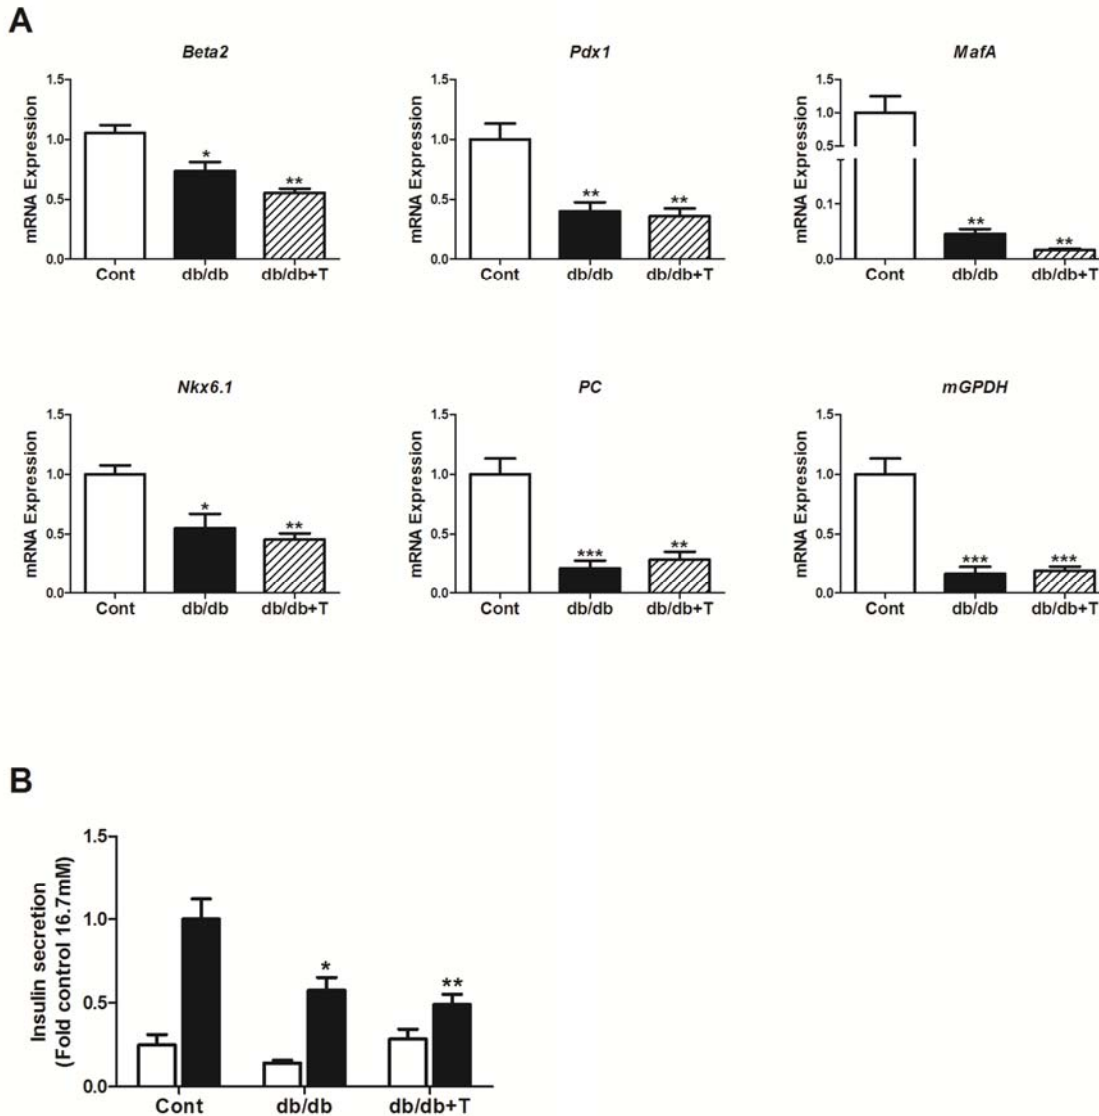 A
Beta2
mRNA Expression
1.5
1.0
0.5
0.0
*
**
Cont
db/db
db/db+T
Pdx1
mRNA Expression
1.5
1.0
0.5
0.0
**
**
Cont
db/db
db/db+T
MafA
mRNA Expression
1.5
1.0
0.5
0.1
0.0
**
**
Cont
db/db
db/db+T
Nkx6.1
mRNA Expression
1.5
1.0
0.5
0.0
*
**
Cont
db/db
db/db+T
PC
mRNA Expression
1.5
1.0
0.5
0.0
***
**
Cont
db/db
db/db+T
mGPDH
mRNA Expression
1.5
1.0
0.5
0.0
***
***
Cont
db/db
db/db+T
B
Insulin secretion
(Fold control 16.7mM)
1.5
1.0
0.5
0.0
*
**
Cont
db/db
db/db+T